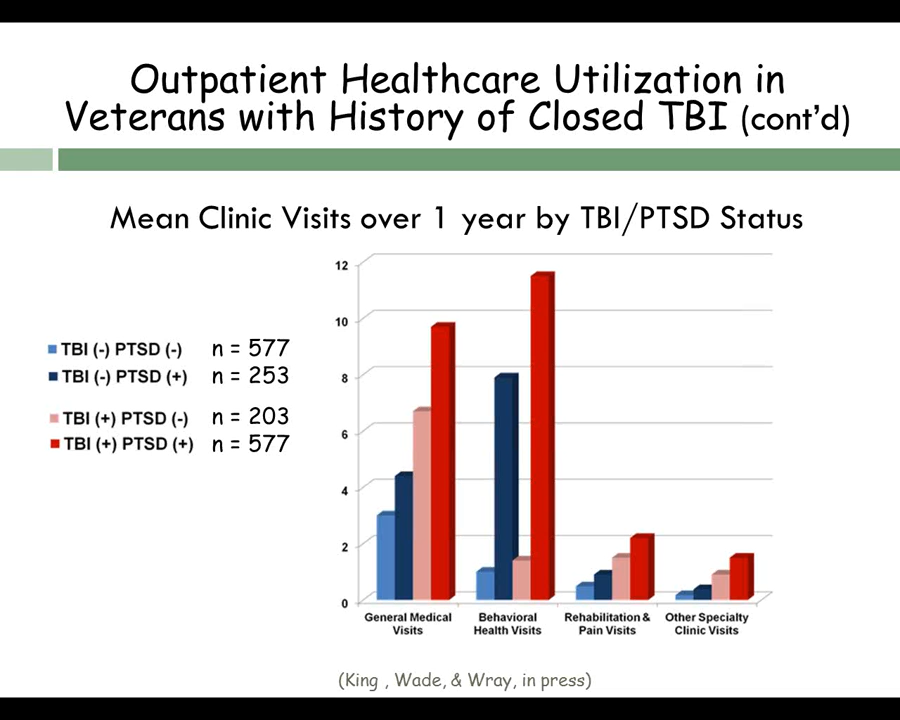 Outpatient Healthcare Utilization in
Veterans with History of Closed TBI (cont’d)
Mean Clinic Visits over 1 year by TBI/PTSD Status
TBI (-) PTSD (-) n = 577
TBI (-) PTSD (+) n = 253
TBI (+) PTSD (-) n = 203
TBI (+) PTSD (+) n = 577
12
10
8
6
4
2
0
General Medical
Visits
Behavioral
Health Visits
Rehabilitation &
Pain Visits
Other Specialty
Clinic Visits
(King , Wade, & Wray, in press)